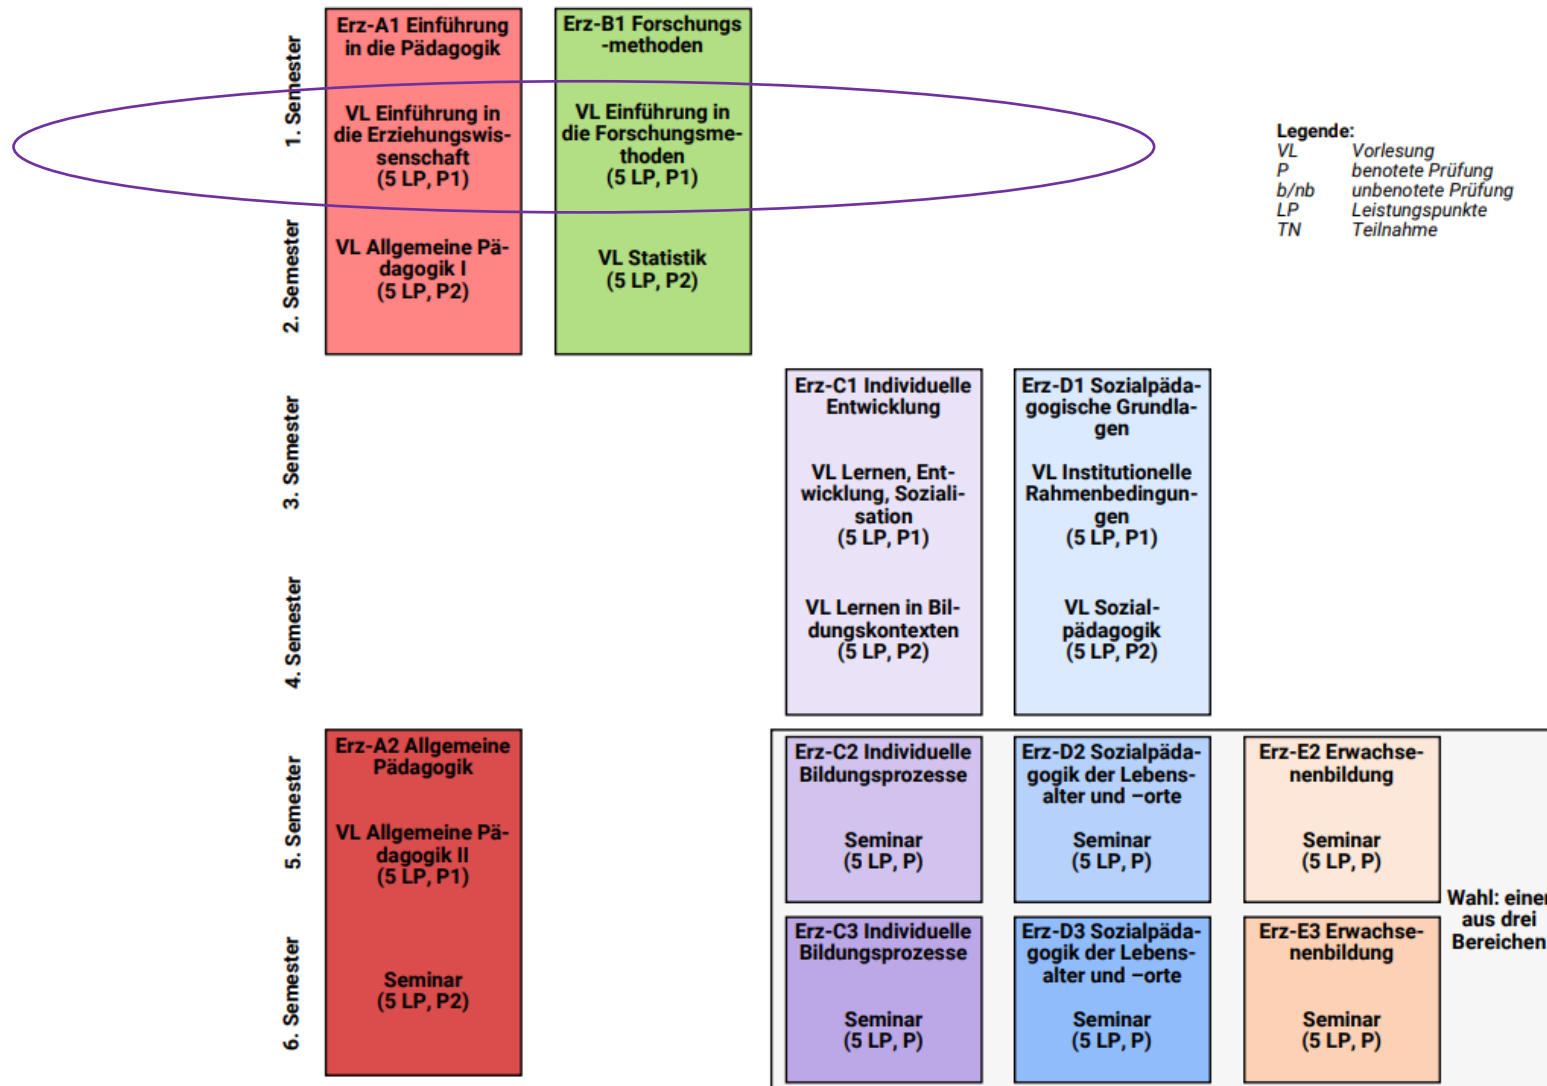 1. Semester
Erz-A1 Einführung
in die Pädagogik
VL Einführung in
die Erziehungswis-
senschaft
(5 LP, P1)
Erz-B1 Forschungs
-methoden
VL Einführung in
die Forschungsme-
thoden
(5 LP, P1)
Legende:
VL Vorlesung
P benotete Prüfung
b/nb unbenotete Prüfung
LP Leistungspunkte
TN Teilnahme
2. Semester
VL Allgemeine Pä-
dagogik I
(5 LP, P2)
VL Statistik
(5 LP, P2)
3. Semester
Erz-C1 Individuelle
Entwicklung
VL Lernen, Ent-
wicklung, Soziali-
sation
(5 LP, P1)
Erz-D1 Sozialpäda-
gogische Grundla-
gen
VL Institutionelle
Rahmenbedingun-
gen
(5 LP, P1)
4. Semester
VL Lernen in Bil-
dungskontexten
(5 LP, P2)
VL Sozial-
pädagogik
(5 LP, P2)
5. Semester
Erz-A2 Allgemeine
Pädagogik
VL Allgemeine Pä-
dagogik II
(5 LP, P1)
Erz-C2 Individuelle
Bildungsprozesse
Seminar
(5 LP, P)
Erz-D2 Sozialpäda-
gogik der Lebens-
alter und –orte
Seminar
(5 LP, P)
Erz-E2 Erwachse-
nenbildung
Seminar
(5 LP, P)
Wahl: einer
aus drei
Bereichen
6. Semester
Seminar
(5 LP, P2)
Erz-C3 Individuelle
Bildungsprozesse
Seminar
(5 LP, P)
Erz-D3 Sozialpäda-
gogik der Lebens-
alter und –orte
Seminar
(5 LP, P)
Erz-E3 Erwachse-
nenbildung
Seminar
(5 LP, P)